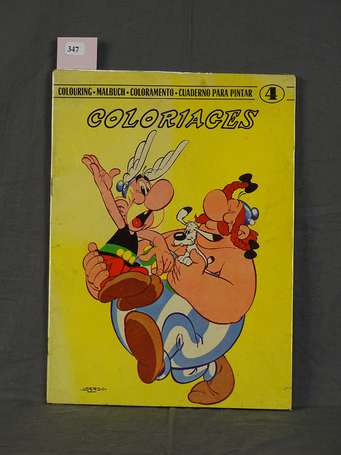 347
COLOURING • MALBUCH • COLORAMENTO • CUADERNO PARA PINTAR 4
COLORIAGES